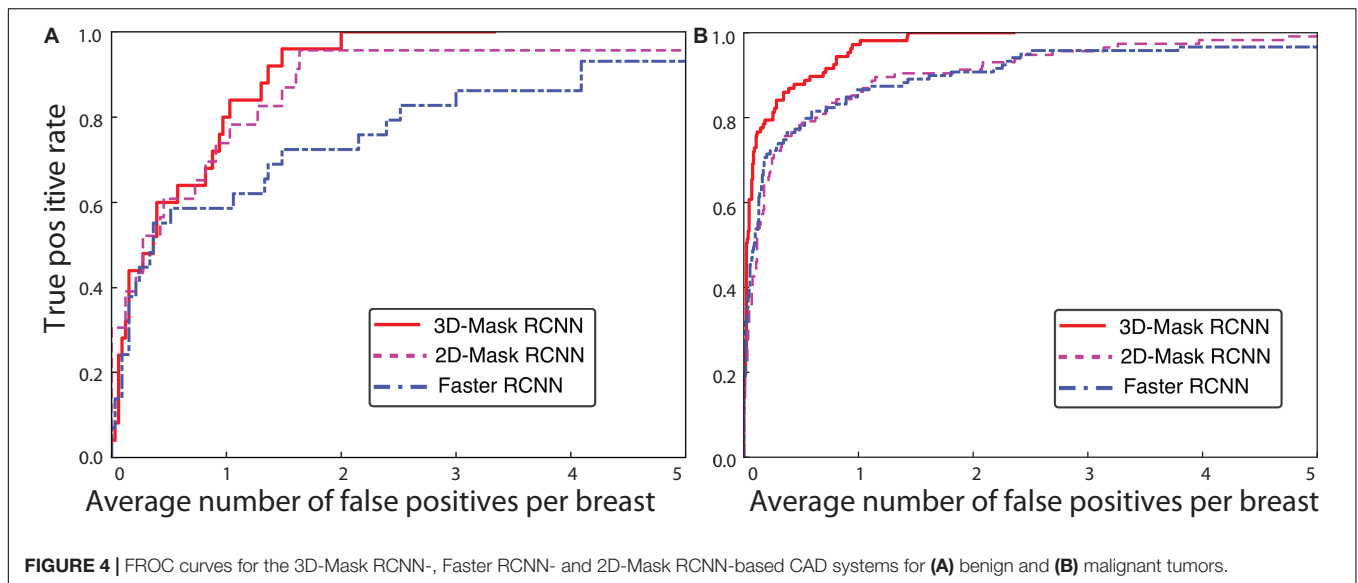 A
B
1.0
0.8
0.6
0.4
0.2
0.0
True positive rate
3D-Mask RCNN
2D-Mask RCNN
Faster RCNN
0 1 2 3 4 5
Average number of false positives per breast
1.0
0.8
0.6
0.4
0.2
0.0
3D-Mask RCNN
2D-Mask RCNN
Faster RCNN
0 1 2 3 4 5
Average number of false positives per breast
FIGURE 4 | FROC curves for the 3D-Mask RCNN-, Faster RCNN- and 2D-Mask RCNN-based CAD systems for (A) benign and (B) malignant tumors.